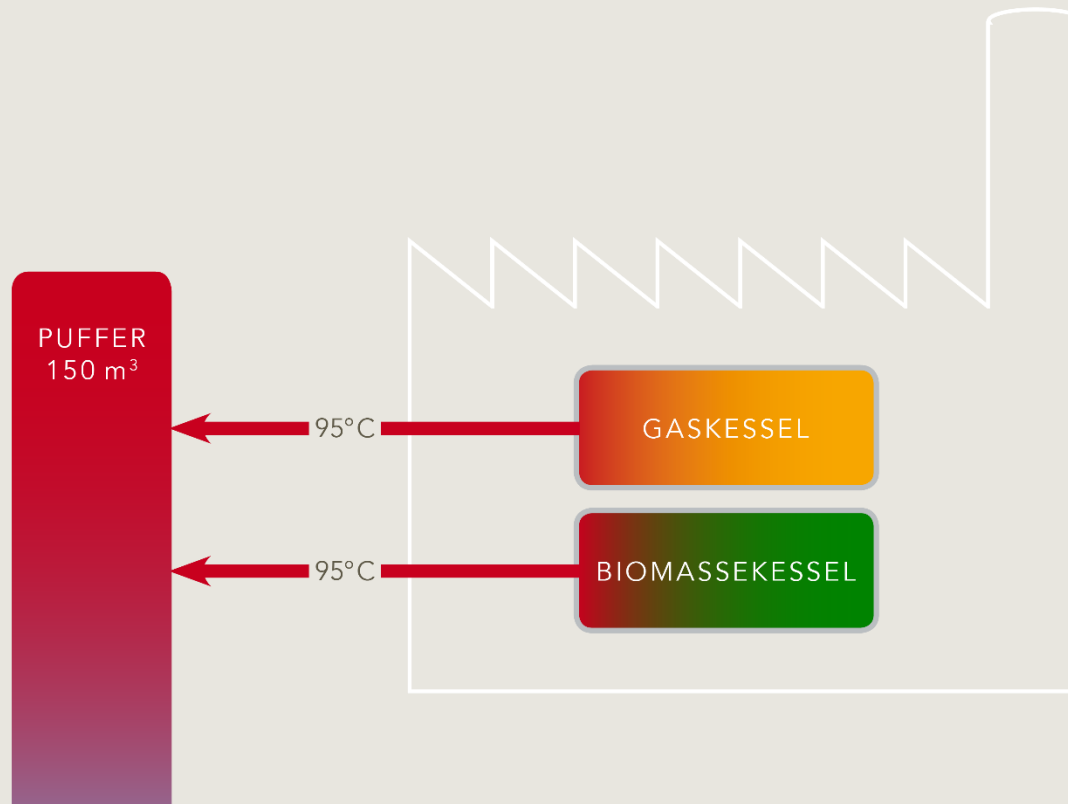 PUFFER
150 m³
95°C
GASKESSEL
95°C
BIOMASSEKESSEL